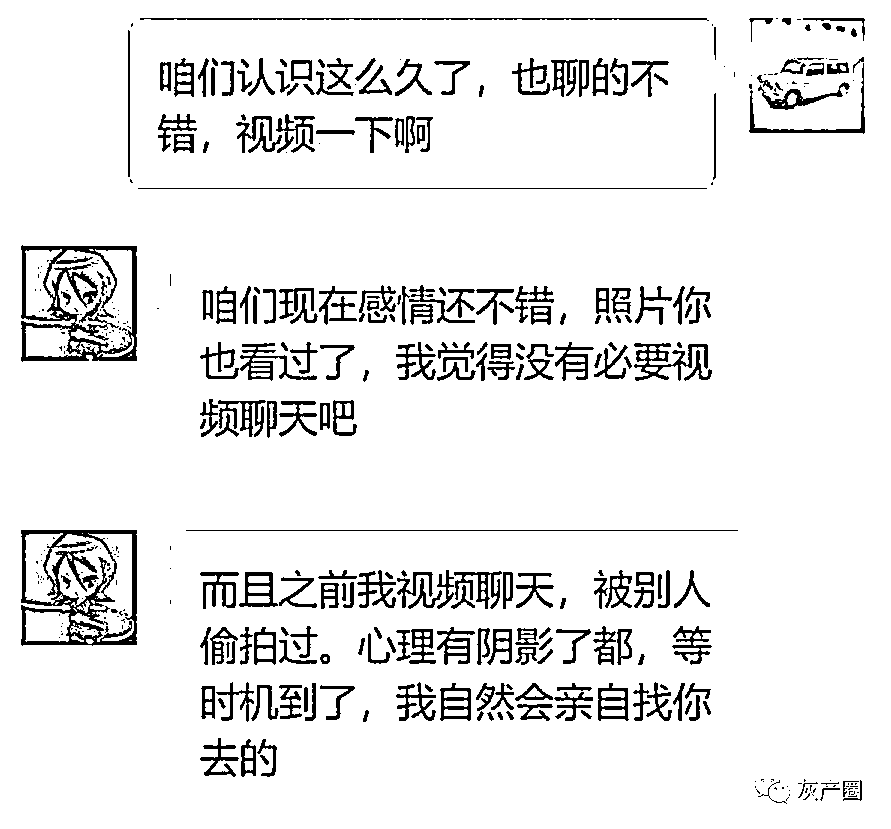 咱们认识这么久了，也聊的不
错，视频一下啊
咱们现在感情还不错，照片你
也看过了，我觉得没有必要视
频聊天吧
而且之前我视频聊天，被别人
偷拍过。心理有阴影了都，等
时机到了，我自然会亲自找你
去的
灰产圈